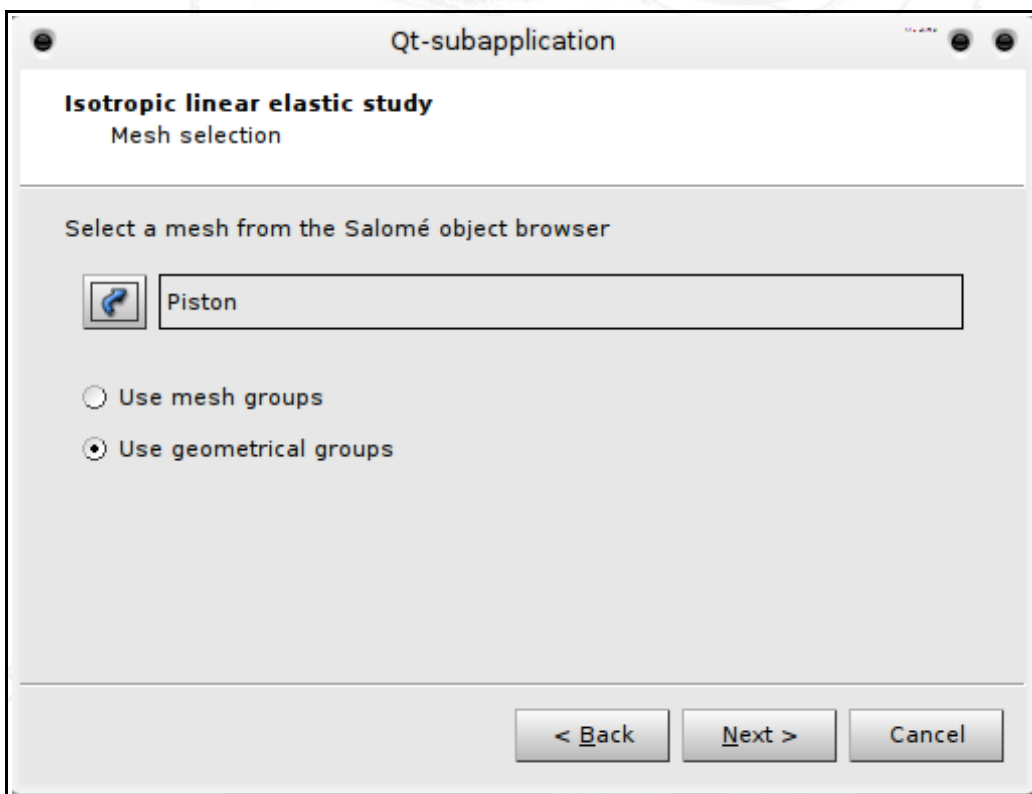 Qt-subapplication
Isotropic linear elastic study
Mesh selection
Select a mesh from the Salomé object browser
Piston
Use mesh groups
Use geometrical groups
< Back
Next >
Cancel